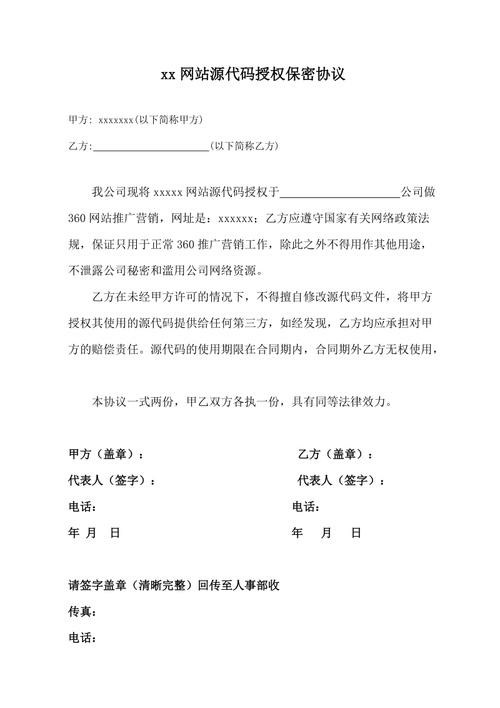 xx 网站源代码授权保密协议
甲方: xxxxxxx(以下简称甲方)
乙方:____________________(以下简称乙方)
我公司现将 xxxxx 网站源代码授权于____________________公司做
360 网站推广营销，网址是：xxxxxx；乙方应遵守国家有关网络政策法
规，保证只用于正常 360 推广营销工作，除此之外不得用作其他用途，
不泄露公司秘密和滥用公司网络资源。
乙方在未经甲方许可的情况下，不得擅自修改源代码文件，将甲方
授权其使用的源代码提供给任何第三方，如经发现，乙方均应承担对甲
方的赔偿责任。源代码的使用期限在合同期内，合同期外乙方无权使用，
本协议一式两份，甲乙双方各执一份，具有同等法律效力。
甲方（盖章）： 乙方（盖章）：
代表人（签字）： 代表人（签字）：
电话： 电话：
年 月 日 年 月 日
请签字盖章（清晰完整）回传至人事部收
传真：
电话：